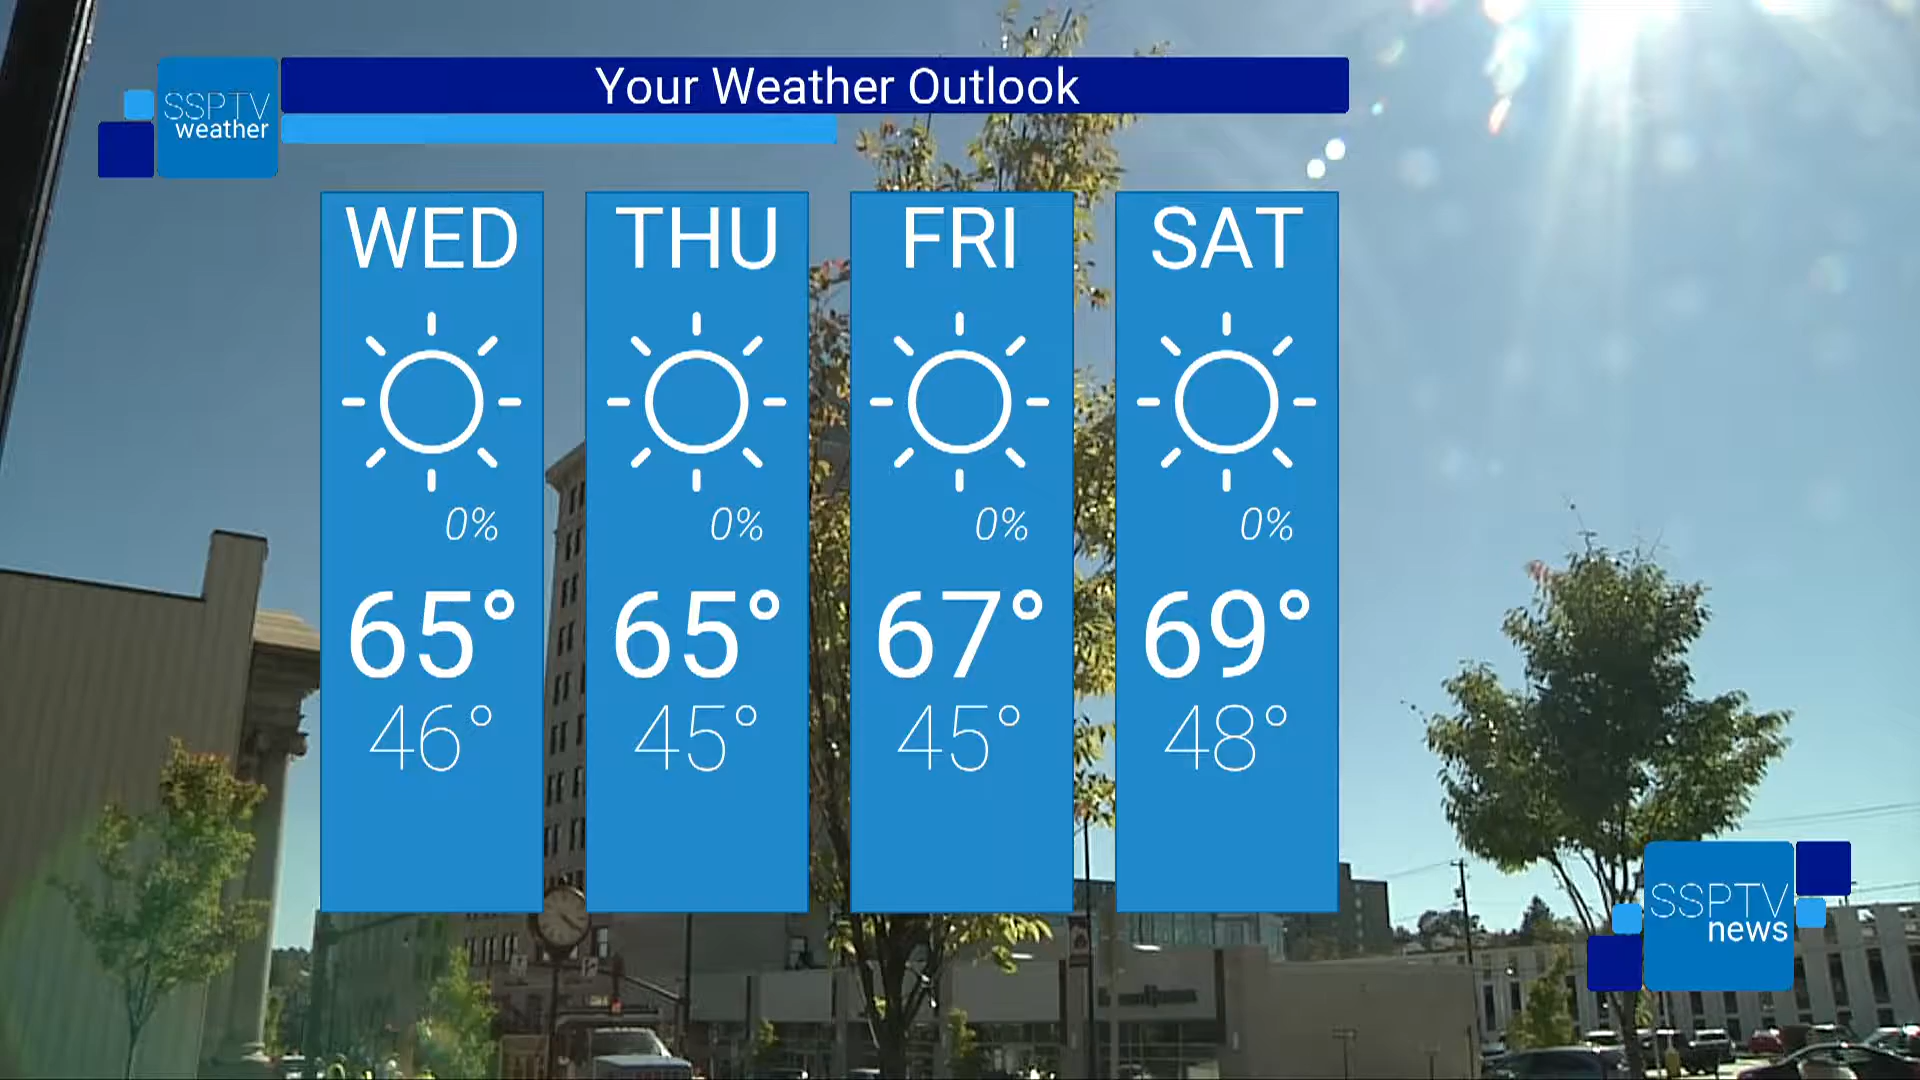 Your Weather Outlook
SSPTV
weather
WED
THU
FRI
SAT
0%
0%
0%
0%
65°
65°
67°
69°
46°
45°
45°
48°
SSPTV
news